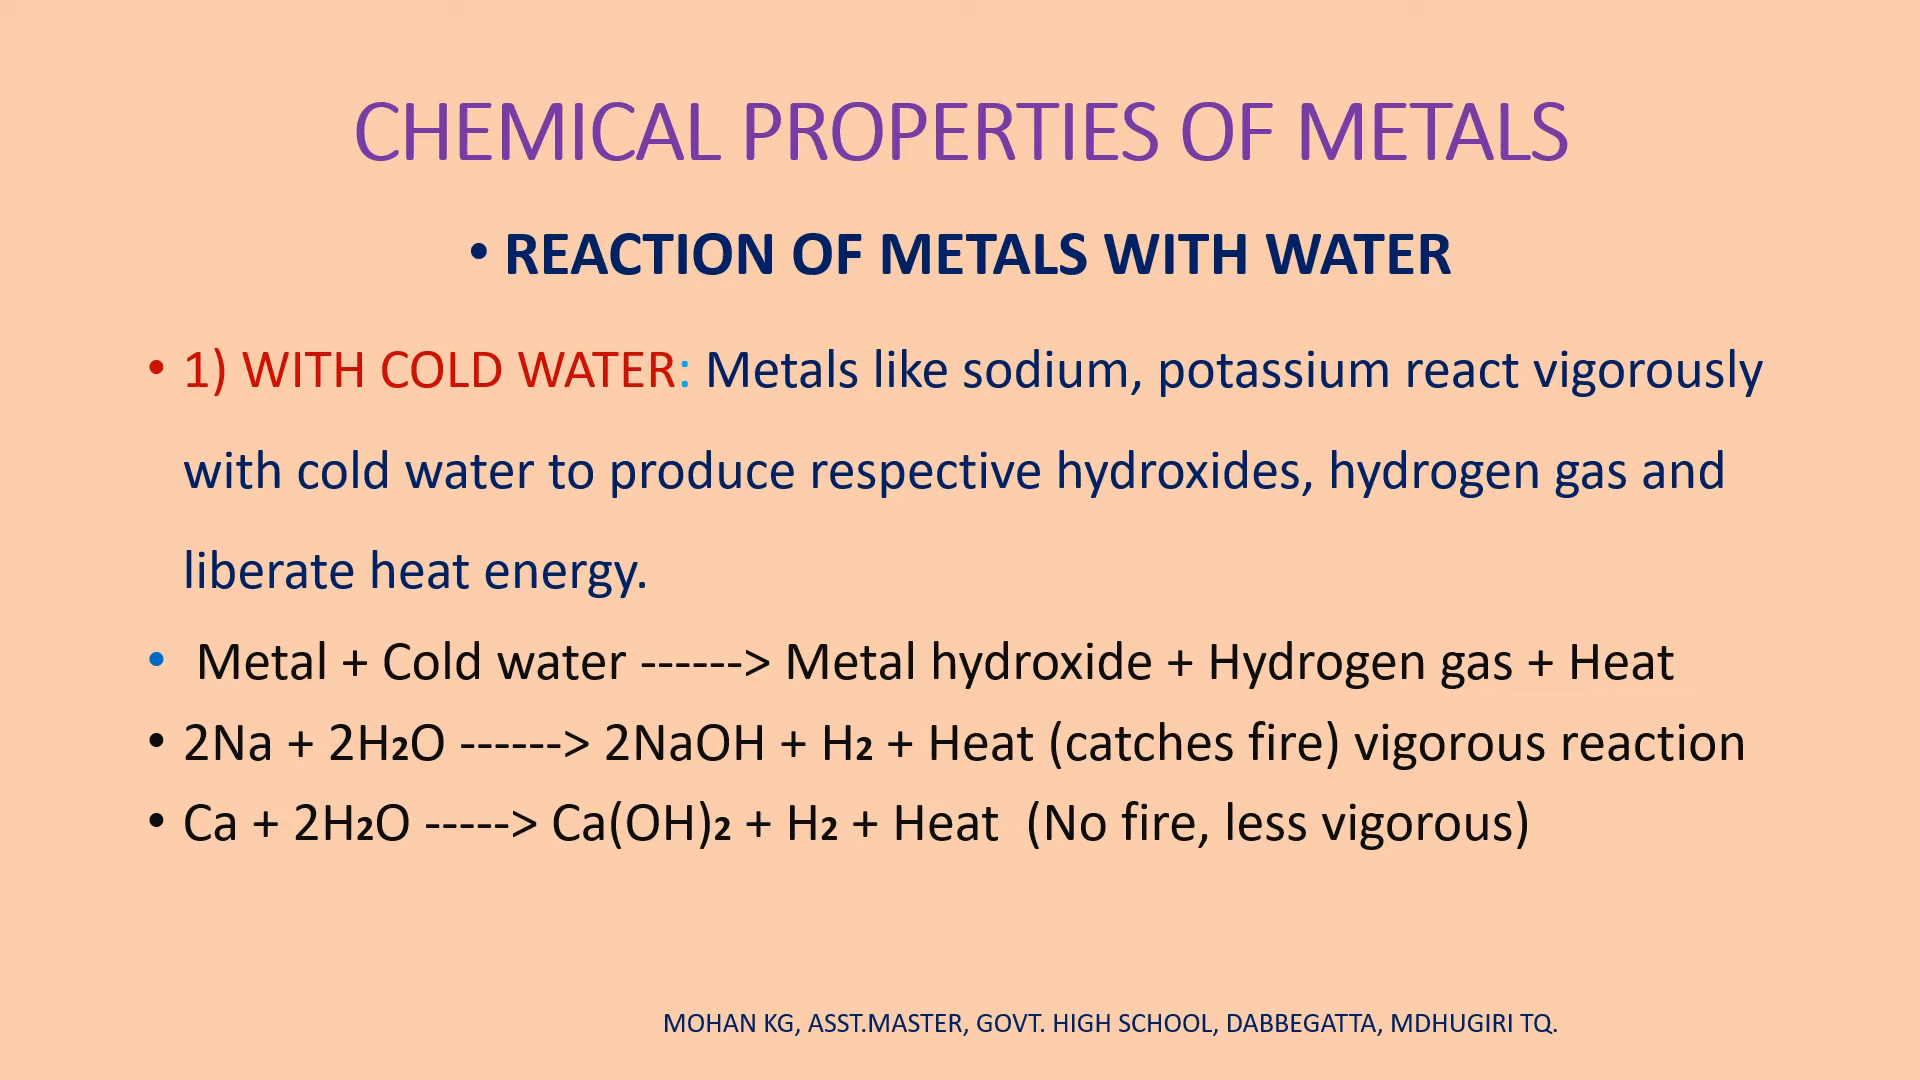 CHEMICAL PROPERTIES OF METALS
• REACTION OF METALS WITH WATER
• 1) WITH COLD WATER: Metals like sodium, potassium react vigorously
with cold water to produce respective hydroxides, hydrogen gas and
liberate heat energy.
• Metal + Cold water ------> Metal hydroxide + Hydrogen gas + Heat
• 2Na + 2H₂O ------> 2NaOH + H₂ + Heat (catches fire) vigorous reaction
• Ca + 2H₂O -----> Ca(OH)₂ + H₂ + Heat (No fire, less vigorous)
MOHAN KG, ASST.MASTER, GOVT. HIGH SCHOOL, DABBEGATTA, MDHUGIRI TQ.